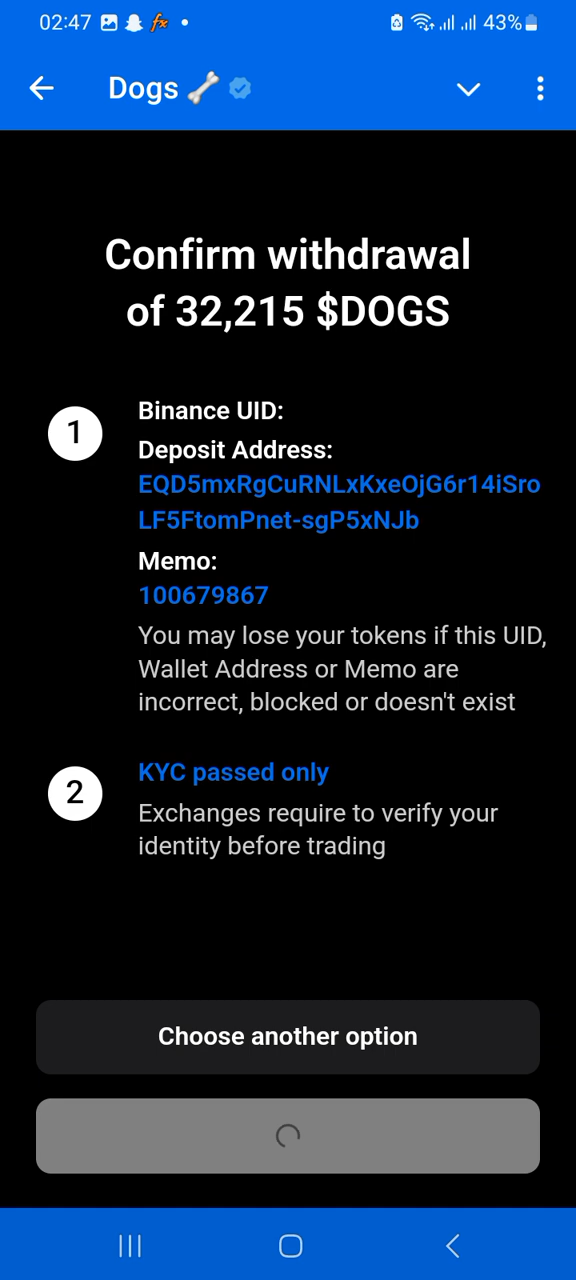 02:47 fx 43%
Dogs
Confirm withdrawal
of 32,215 $DOGS
1
Binance UID:
Deposit Address:
EQD5mxRgCuRNLxKxeOjG6r14iSro
LF5FtomPnet-sgP5xNJb
Memo:
100679867
You may lose your tokens if this UID,
Wallet Address or Memo are
incorrect, blocked or doesn't exist
2
KYC passed only
Exchanges require to verify your
identity before trading
Choose another option